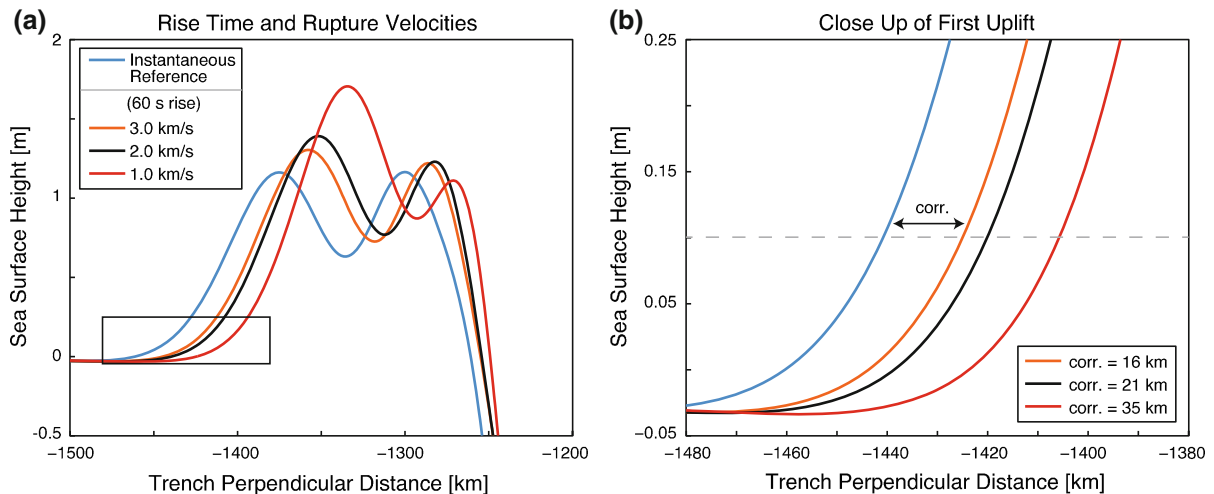 (a)
Rise Time and Rupture Velocities
Sea Surface Height [m]
2
1
0
-0.5
Instantaneous
Reference
(60 s rise)
3.0 km/s
2.0 km/s
1.0 km/s
−1500
−1400
−1300
−1200
Trench Perpendicular Distance [km]
(b)
Close Up of First Uplift
Sea Surface Height [m]
0.25
0.15
0.05
-0.05
corr.
corr. = 16 km
corr. = 21 km
corr. = 35 km
−1480
−1460
−1440
−1420
−1400
−1380
Trench Perpendicular Distance [km]